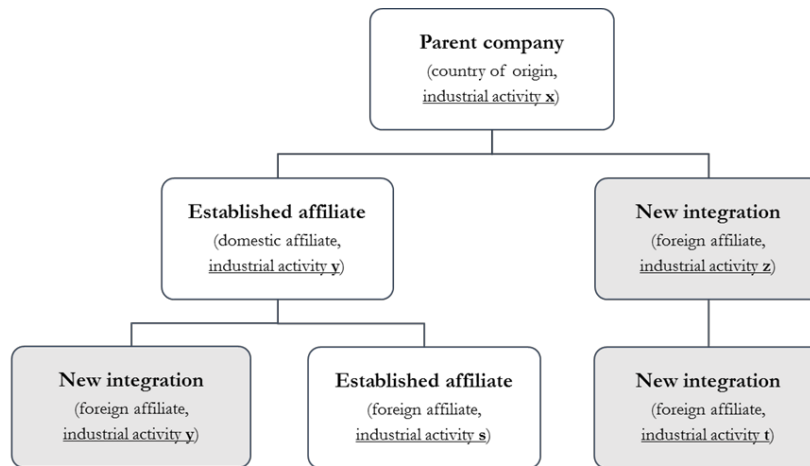 Parent company
(country of origin,
industrial activity x)
Established affiliate
(domestic affiliate,
industrial activity y)
New integration
(foreign affiliate,
industrial activity z)
New integration
(foreign affiliate,
industrial activity y)
Established affiliate
(foreign affiliate,
industrial activity s)
New integration
(foreign affiliate,
industrial activity t)